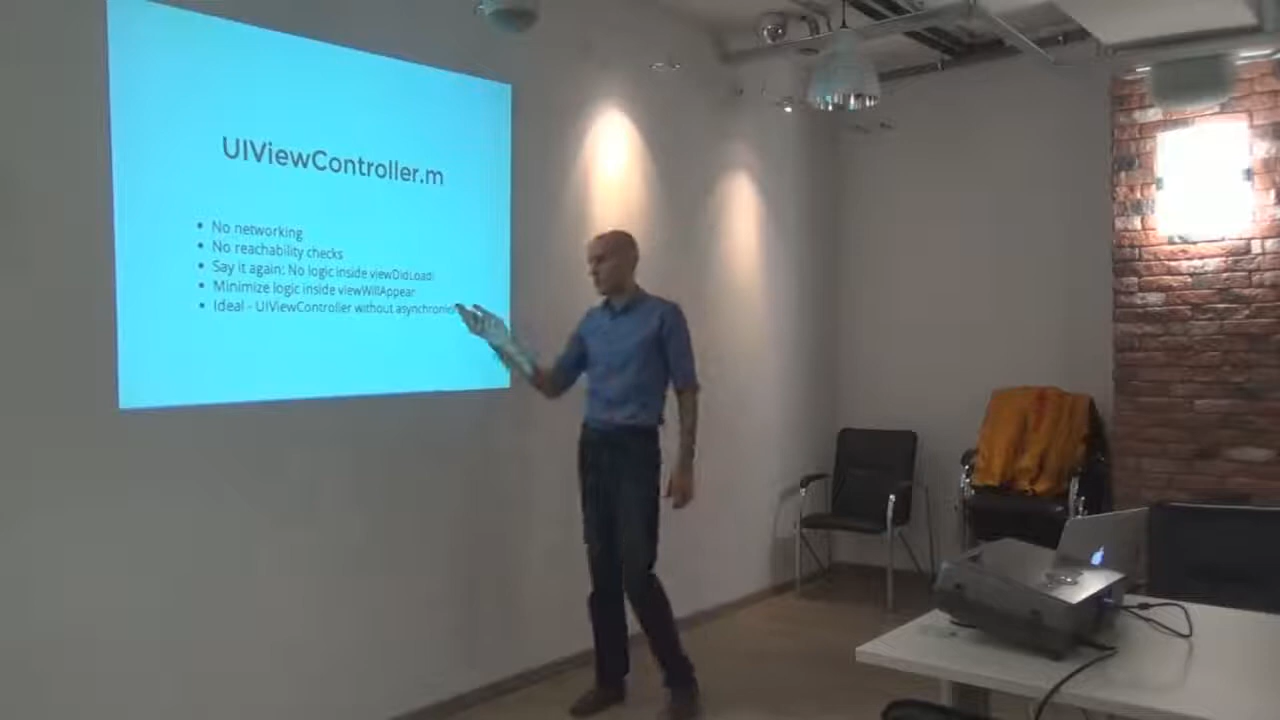 UIViewController.m
No networking
No reachability checks
Say it again: No logic inside viewDidLoad!
Minimize logic inside viewWillAppear
Ideal - UIViewController without